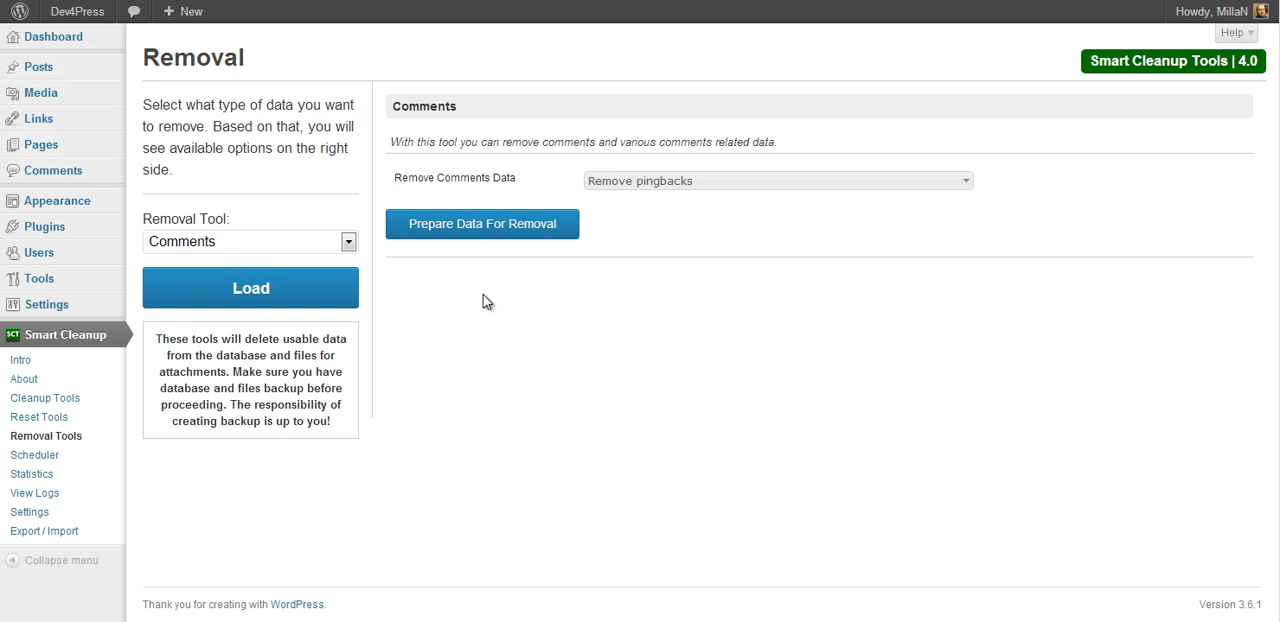 Dev4Press
New
Howdy, MillaN
Help
Dashboard
Posts
Media
Links
Pages
Comments
Appearance
Plugins
Users
Tools
Settings
SCT Smart Cleanup
Intro
About
Cleanup Tools
Reset Tools
Removal Tools
Scheduler
Statistics
View Logs
Settings
Export / Import
Collapse menu
Removal
Smart Cleanup Tools | 4.0
Select what type of data you want
to remove. Based on that, you will
see available options on the right
side.
Removal Tool:
Comments
Load
These tools will delete usable data
from the database and files for
attachments. Make sure you have
database and files backup before
proceeding. The responsibility of
creating backup is up to you!
Comments
With this tool you can remove comments and various comments related data.
Remove Comments Data
Remove pingbacks
Prepare Data For Removal
Thank you for creating with WordPress.
Version 3.6.1